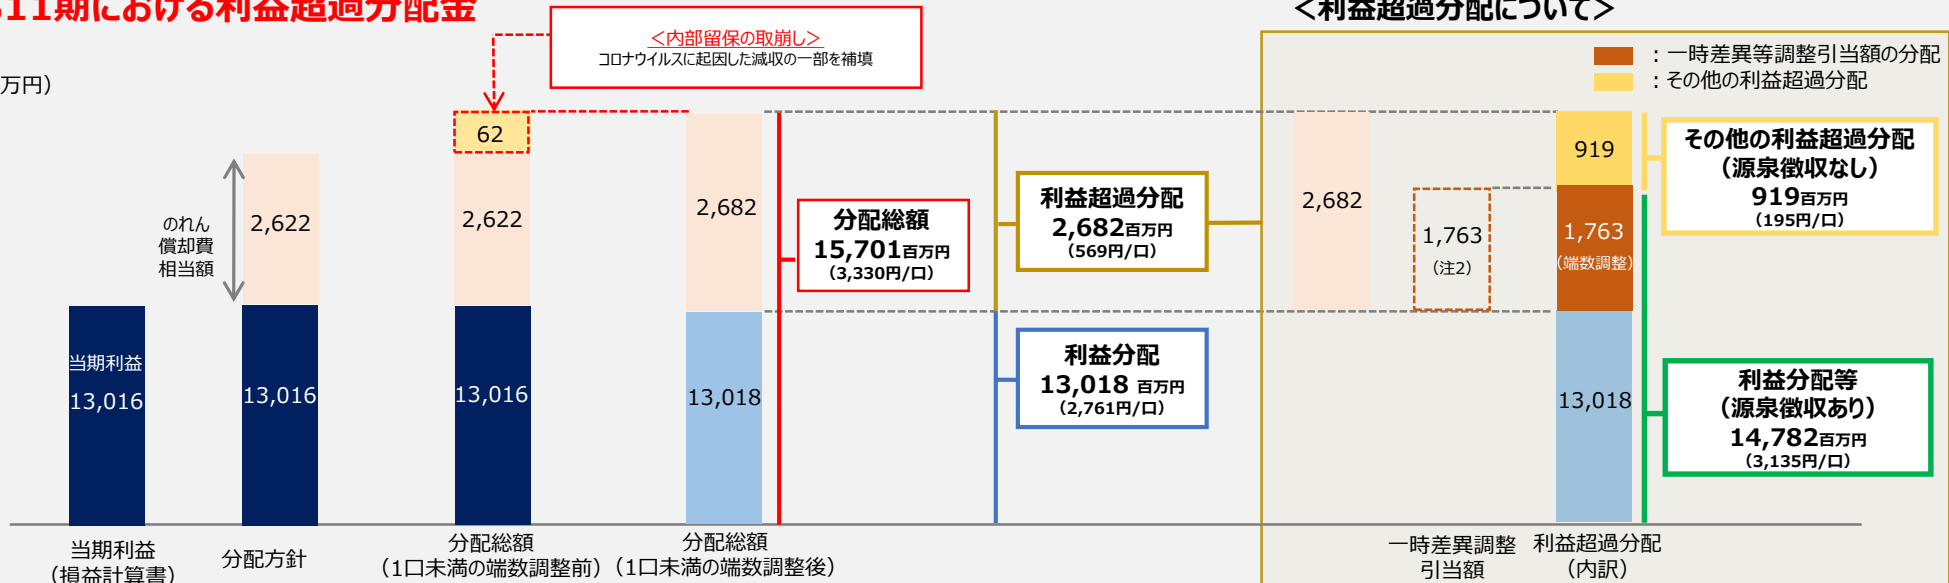 11期における利益超過分配金
<利益超過分配について>
万円）
<内部留保の取崩し>
コロナウイルスに起因した減収の一部を補填
：一時差異等調整引当額の分配
：その他の利益超過分配
62
のれん
償却費
相当額
2,622
2,622
2,682
当期利益
13,016
13,016
13,016
13,018
分配総額
15,701百万円
（3,330円/口）
利益超過分配
2,682百万円
（569円/口）
利益分配
13,018 百万円
（2,761円/口）
2,682
1,763
（注2）
919
1,763
（端数調整）
13,018
その他の利益超過分配
（源泉徴収なし）
919百万円
（195円/口）
利益分配等
（源泉徴収あり）
14,782百万円
（3,135円/口）
当期利益
（損益計算書）
分配方針
分配総額
（1口未満の端数調整前）
分配総額
（1口未満の端数調整後）
一時差異調整
引当額
利益超過分配
（内訳）